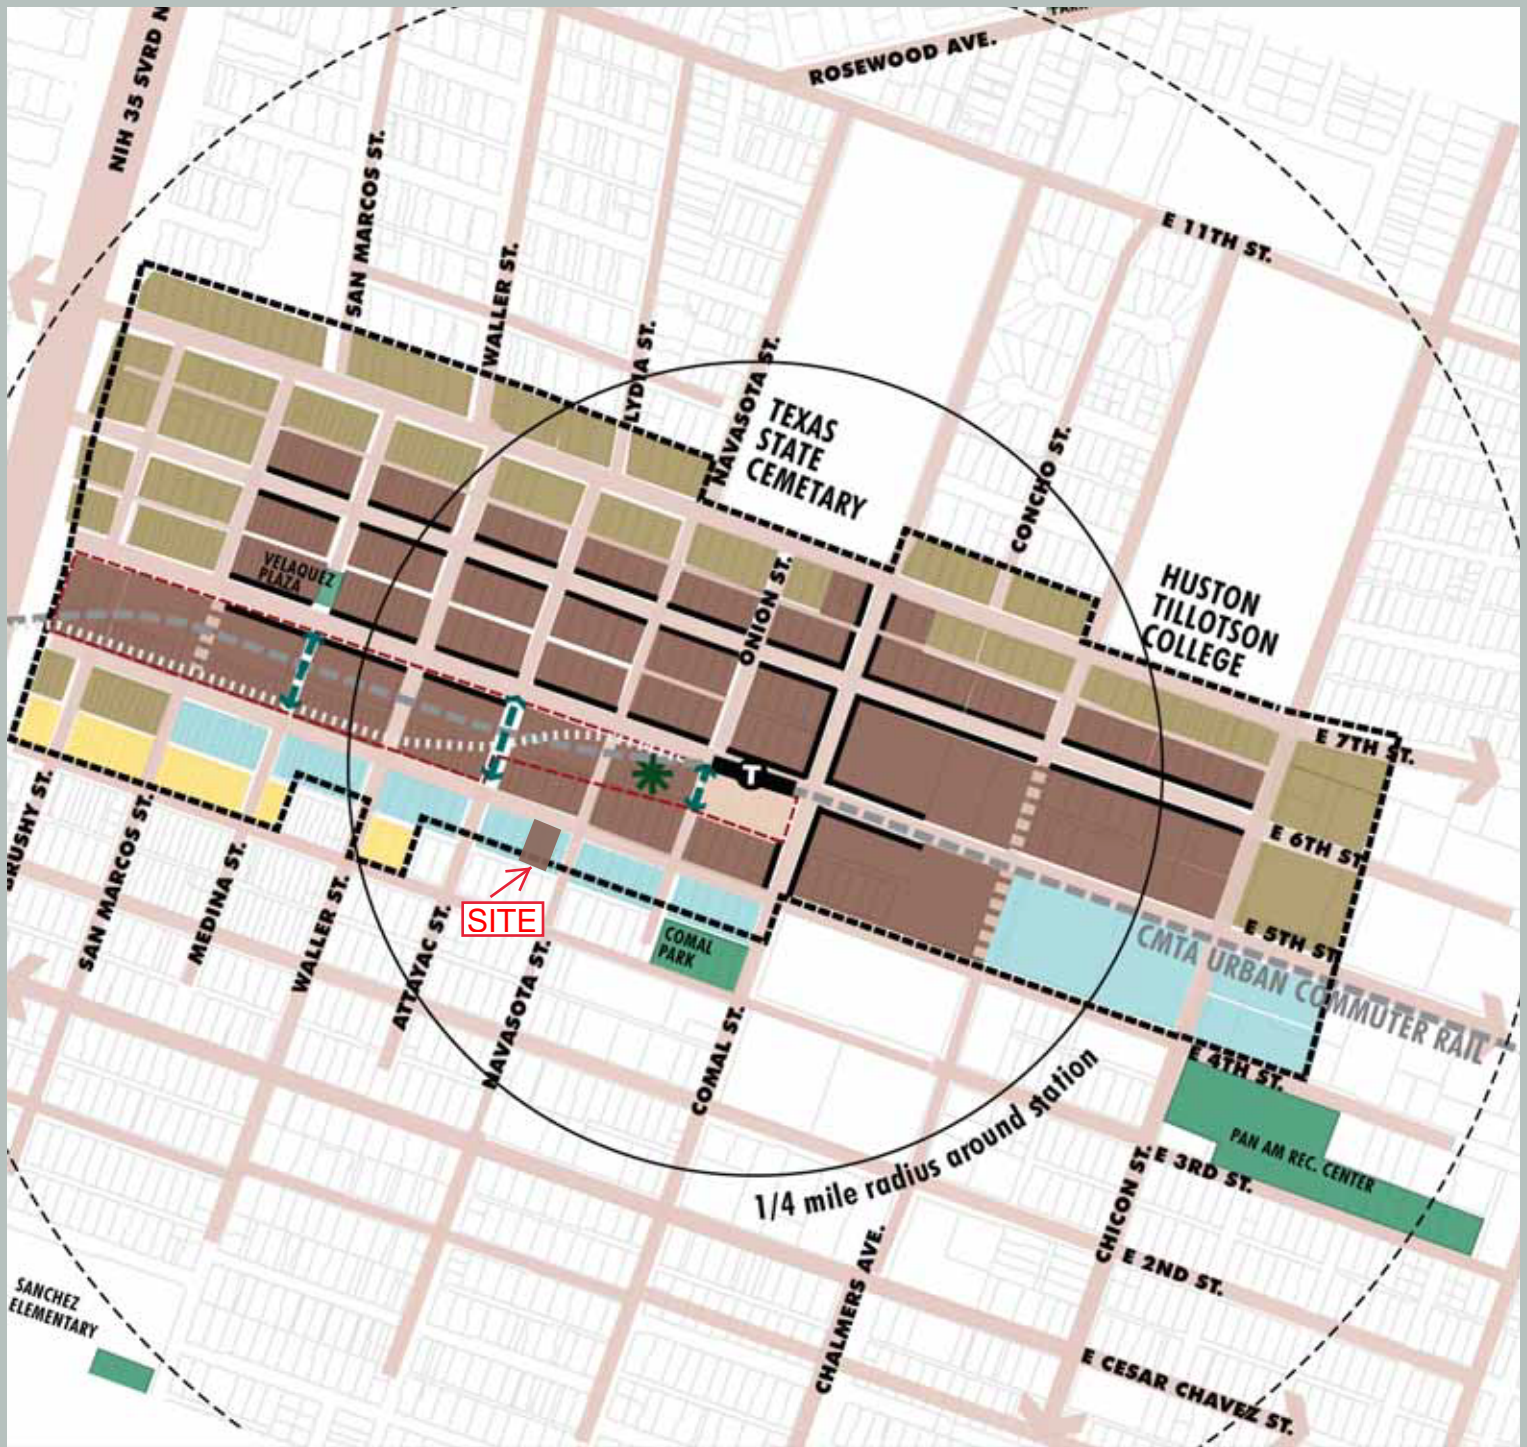 ROSEWOOD AVE.
NIH 35 SVRD N
SAN MARCOS ST.
WALLER ST.
LYDIA ST.
NAVASOTA ST.
E 11TH ST.
TEXAS
STATE
CEMETARY
CONCHO ST.
HUSTON
TILLOTSON
COLLEGE
VELAQUEZ
PLAZA
ONION ST.
T
E 7TH ST.
E 6TH ST.
E 5TH ST.
CMTA URBAN COMMUTER RAIL
SITE
COMAL
PARK
BRUSHY ST.
SAN MARCOS ST.
MEDINA ST.
WALLER ST.
ATTAYAC ST.
NAVASOTA ST.
COMAL ST.
E 4TH ST.
1/4 mile radius around station
PAN AM REC. CENTER
E 3RD ST.
CHICON ST.
E 2ND ST.
CHALMERS AVE.
SANCHEZ
ELEMENTARY
E CESAR CHAVEZ ST.